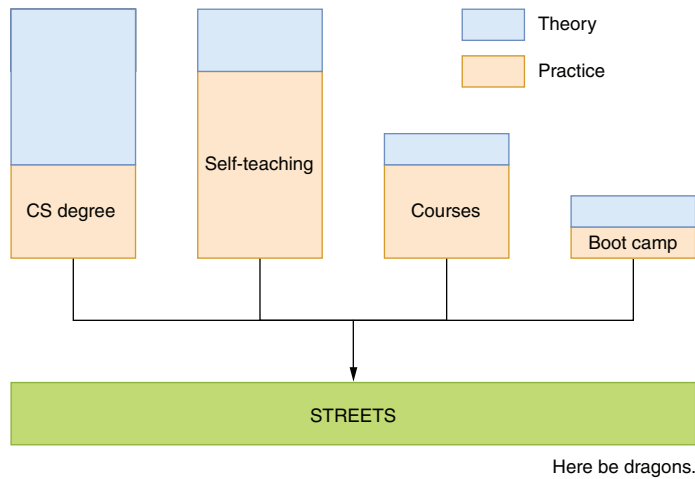 Theory
Practice
Self-teaching
CS degree
Courses
Boot camp
STREETS
Here be dragons.